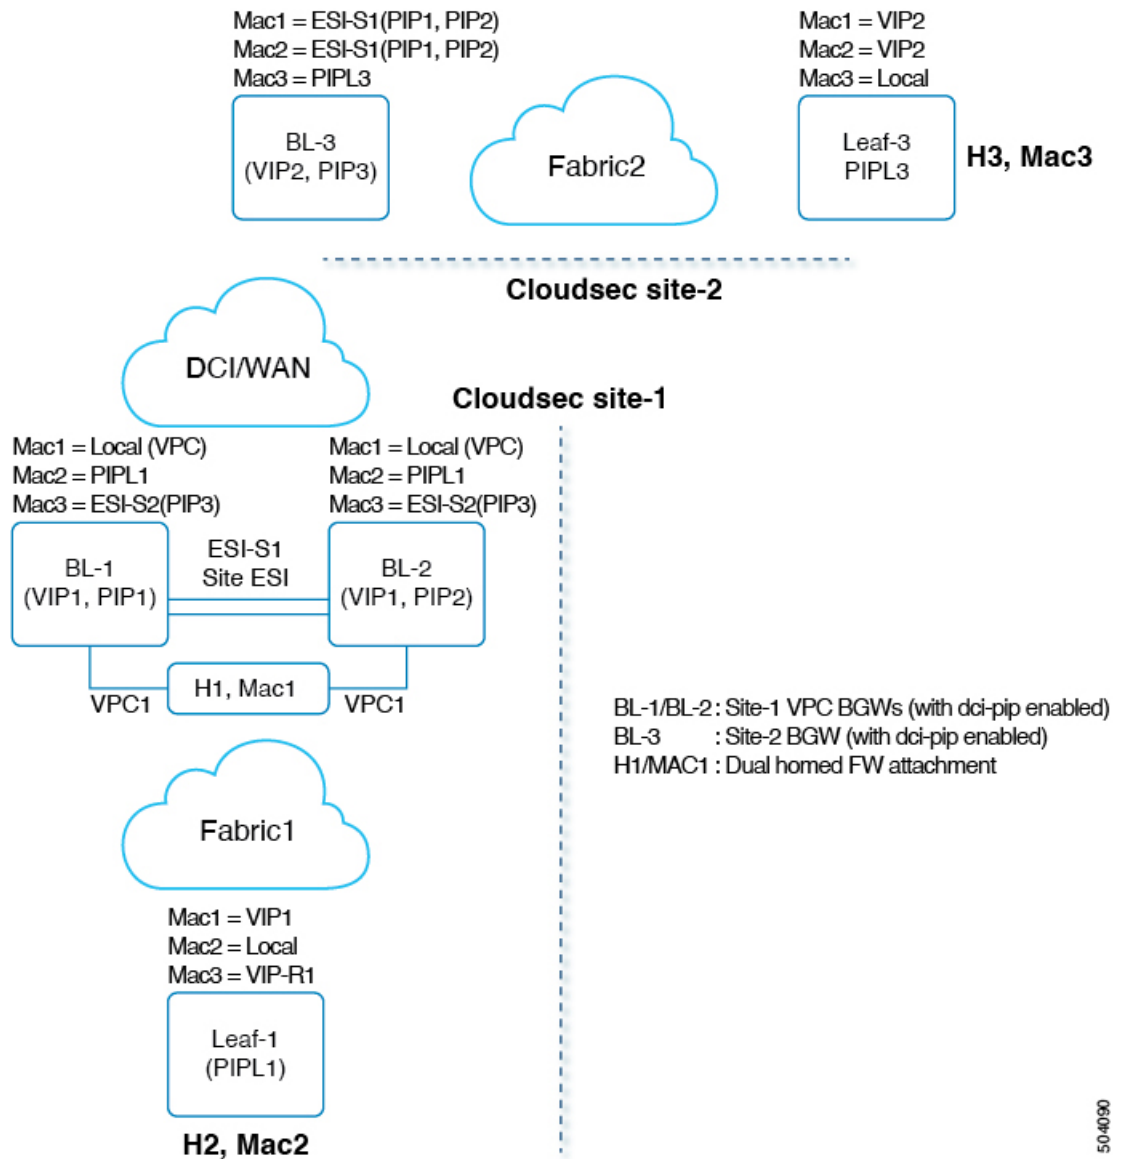 Mac1 = ESI-S1(PIP1, PIP2)
Mac2 = ESI-S1(PIP1, PIP2)
Mac3 = PIPL3
Mac1 = VIP2
Mac2 = VIP2
Mac3 = Local
BL-3
(VIP2, PIP3)
Fabric2
Leaf-3
PIPL3
H3, Mac3
Cloudsec site-2
DCI/WAN
Cloudsec site-1
Mac1 = Local (VPC)
Mac2 = PIPL1
Mac3 = ESI-S2(PIP3)
Mac1 = Local (VPC)
Mac2 = PIPL1
Mac3 = ESI-S2(PIP3)
BL-1
(VIP1, PIP1)
ESI-S1
Site ESI
BL-2
(VIP1, PIP2)
VPC1
H1, Mac1
VPC1
BL-1/BL-2 : Site-1 VPC BGWs (with dci-pip enabled)
BL-3 : Site-2 BGW (with dci-pip enabled)
H1/MAC1 : Dual homed FW attachment
Fabric1
Mac1 = VIP1
Mac2 = Local
Mac3 = VIP-R1
Leaf-1
(PIPL1)
H2, Mac2
504090